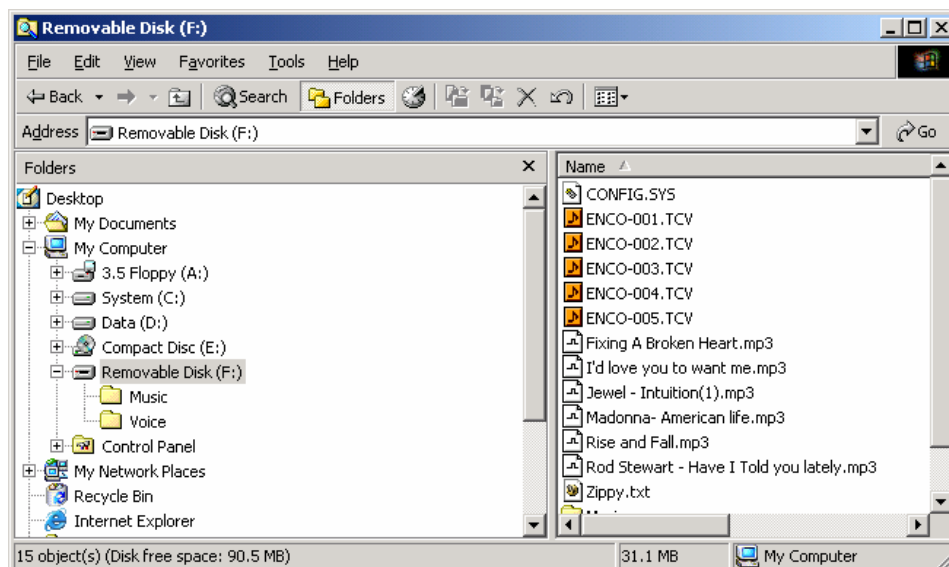 Removable Disk (F:)
File Edit View Favorites Tools Help
Back Search Folders
Address Removable Disk (F:) Go
Folders
Desktop
My Documents
My Computer
3.5 Floppy (A:)
System (C:)
Data (D:)
Compact Disc (E:)
Removable Disk (F:)
Music
Voice
Control Panel
My Network Places
Recycle Bin
Internet Explorer
Name
CONFIG.SYS
ENCO-001.TCV
ENCO-002.TCV
ENCO-003.TCV
ENCO-004.TCV
ENCO-005.TCV
Fixing A Broken Heart.mp3
I'd love you to want me.mp3
Jewel - Intuition(1).mp3
Madonna- American life.mp3
Rise and Fall.mp3
Rod Stewart - Have I Told you lately.mp3
Zippy.txt
15 object(s) (Disk free space: 90.5 MB) 31.1 MB My Computer